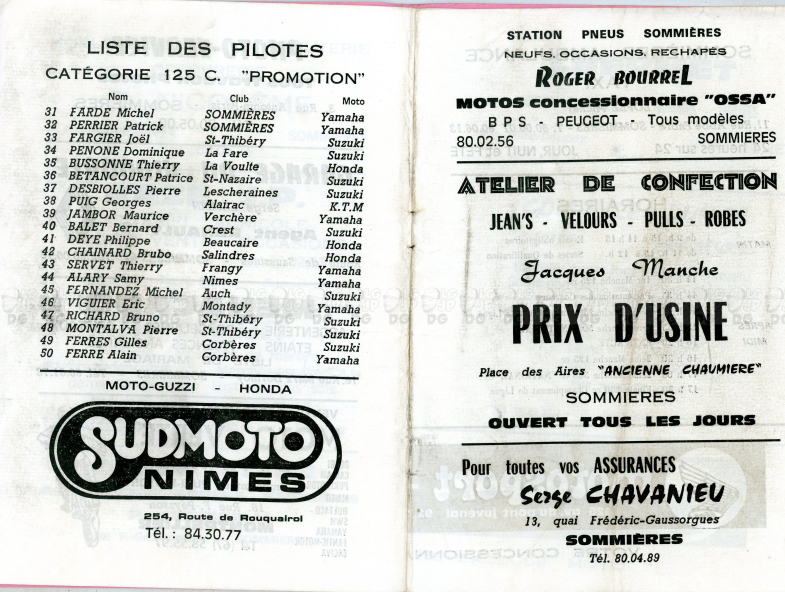 LISTE DES PILOTES
CATÉGORIE 125 C. "PROMOTION"
Nom Club Moto
31 FARDE Michel SOMMIÈRES Yamaha
32 PERRIER Patrick SOMMIÈRES Yamaha
33 FARGIER Joël St-Thibéry Suzuki
34 PENONE Dominique La Fare Suzuki
35 BUSSONNE Thierry La Voulte Honda
36 BETANCOURT Patrice St-Nazaire Suzuki
37 DESBIOLLES Pierre Lescheraines Suzuki
38 PUIG Georges Alairac K.T.M
39 JAMBOR Maurice Verchère Yamaha
40 BALET Bernard Crest Suzuki
41 DEYE Philippe Beaucaire Honda
42 CHAINARD Brubo Salindres Honda
43 SERVET Thierry Frangy Yamaha
44 ALARY Samy Nimes Yamaha
45 FERNANDEZ Michel Auch Suzuki
46 VIGUIER Eric Montady Yamaha
47 RICHARD Bruno St-Thibéry Suzuki
48 MONTALVA Pierre St-Thibéry Suzuki
49 FERRES Gilles Corbères Suzuki
50 FERRE Alain Corbères Yamaha
MOTO-GUZZI - HONDA
SUDMOTO
NIMES
254, Route de Rouquairol
Tél. : 84.30.77
STATION PNEUS SOMMIÈRES
NEUFS, OCCASIONS, RECHAPÉS
ROGER BOURREL
MOTOS concessionnaire "OSSA"
B P S - PEUGEOT - Tous modèles
80.02.56 SOMMIERES
ATELIER DE CONFECTION
JEAN'S - VELOURS - PULLS - ROBES
Jacques Manche
PRIX D'USINE
Place des Aires "ANCIENNE CHAUMIERE"
SOMMIERES
OUVERT TOUS LES JOURS
Pour toutes vos ASSURANCES
Serge CHAVANIEU
13, quai Frédéric-Gaussorgues
SOMMIÈRES
Tél. 80.04.89